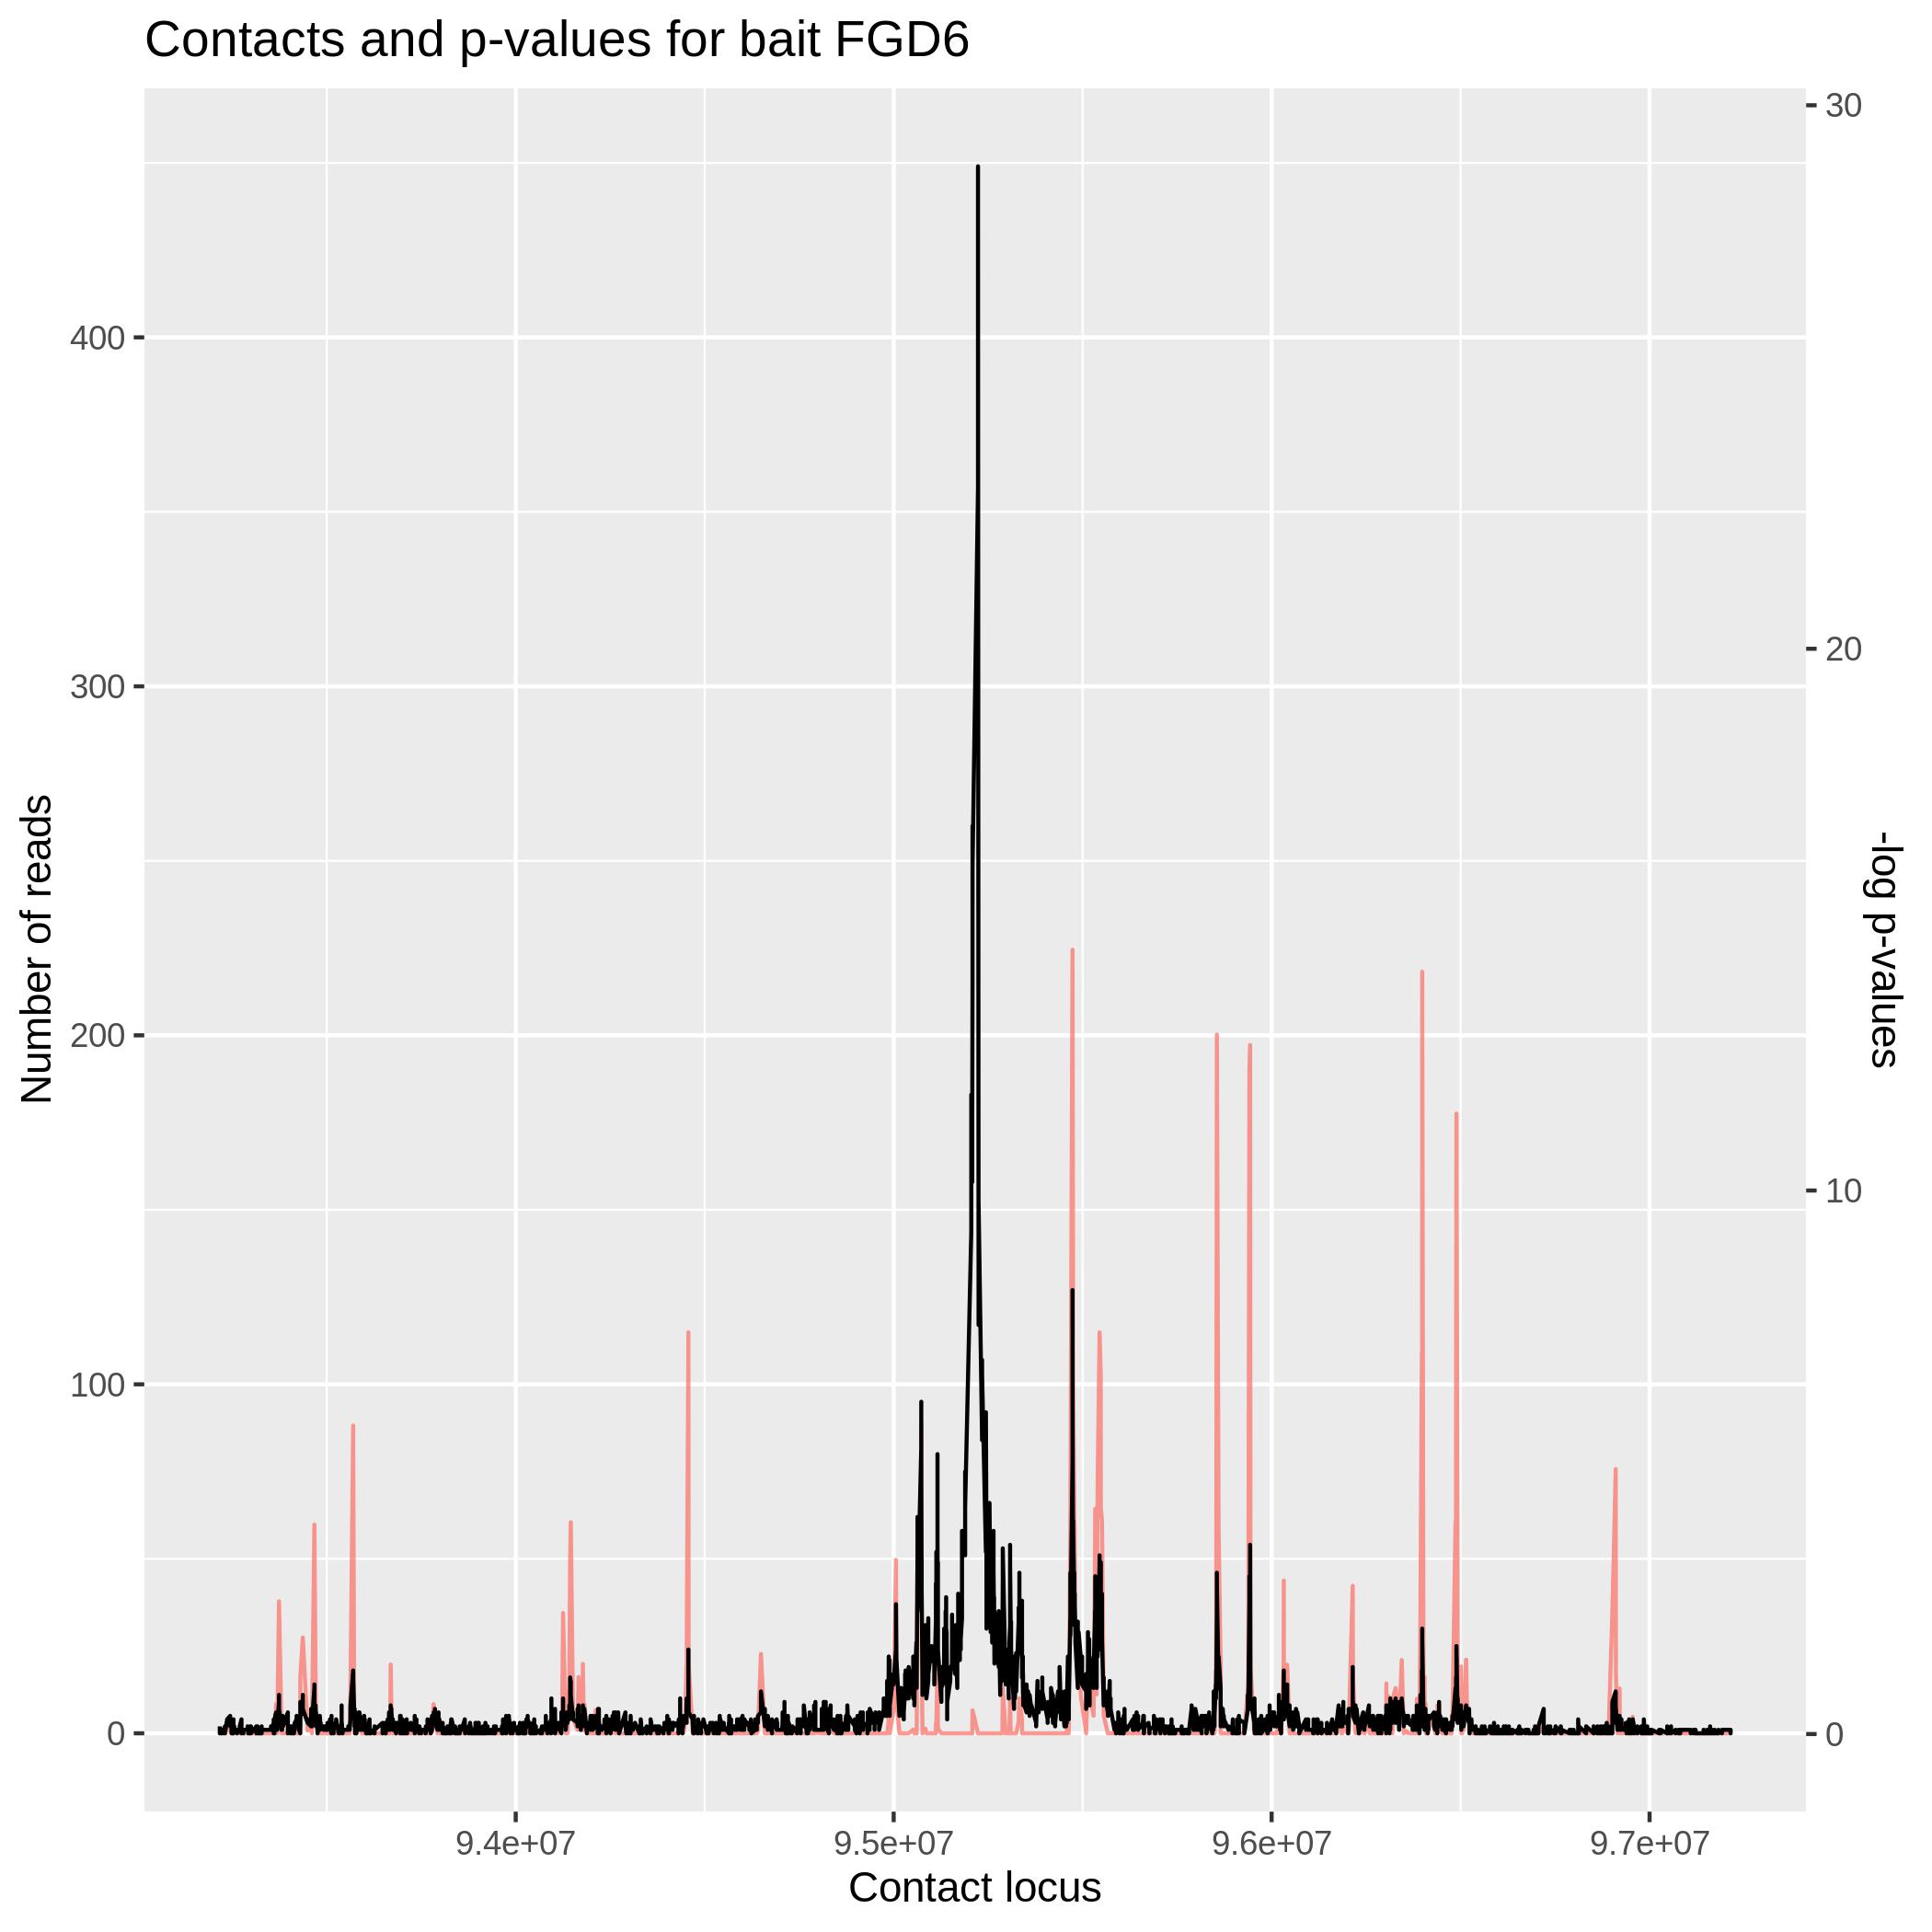 Contacts and p-values for bait FGD6
30
400
20
300
Number of reads
-log p-values
200
10
100
0
0
9.4e+07
9.5e+07
9.6e+07
9.7e+07
Contact locus